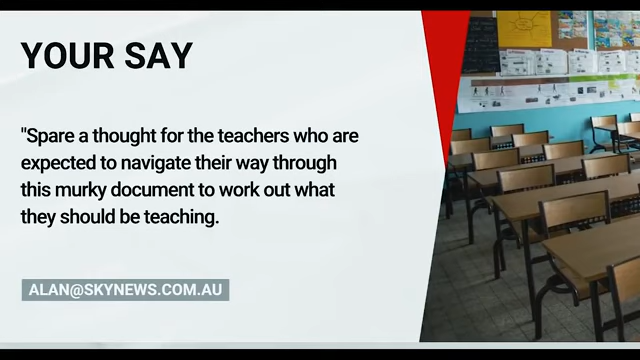 YOUR SAY
"Spare a thought for the teachers who are
expected to navigate their way through
this murky document to work out what
they should be teaching.
ALAN@SKYNEWS.COM.AU